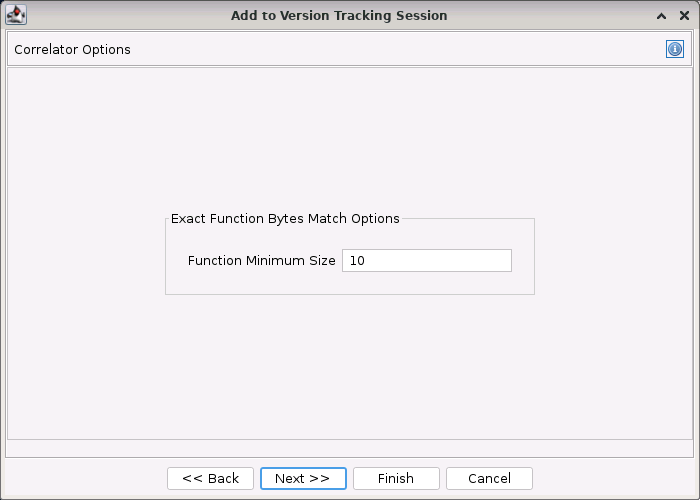 Add to Version Tracking Session
Correlator Options
Exact Function Bytes Match Options
Function Minimum Size 10
<< Back Next >> Finish Cancel